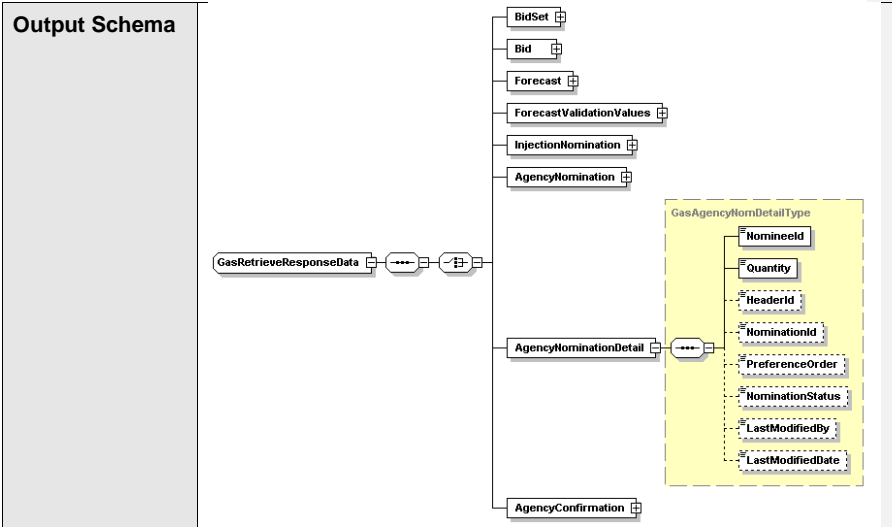 Output Schema
BidSet
Bid
Forecast
ForecastValidationValues
InjectionNomination
AgencyNomination
GasAgencyNomDetailType
NomineeId
Quantity
HeaderId
GasRetrieveResponseData
NominationId
AgencyNominationDetail
PreferenceOrder
NominationStatus
LastModifiedBy
LastModifiedDate
AgencyConfirmation